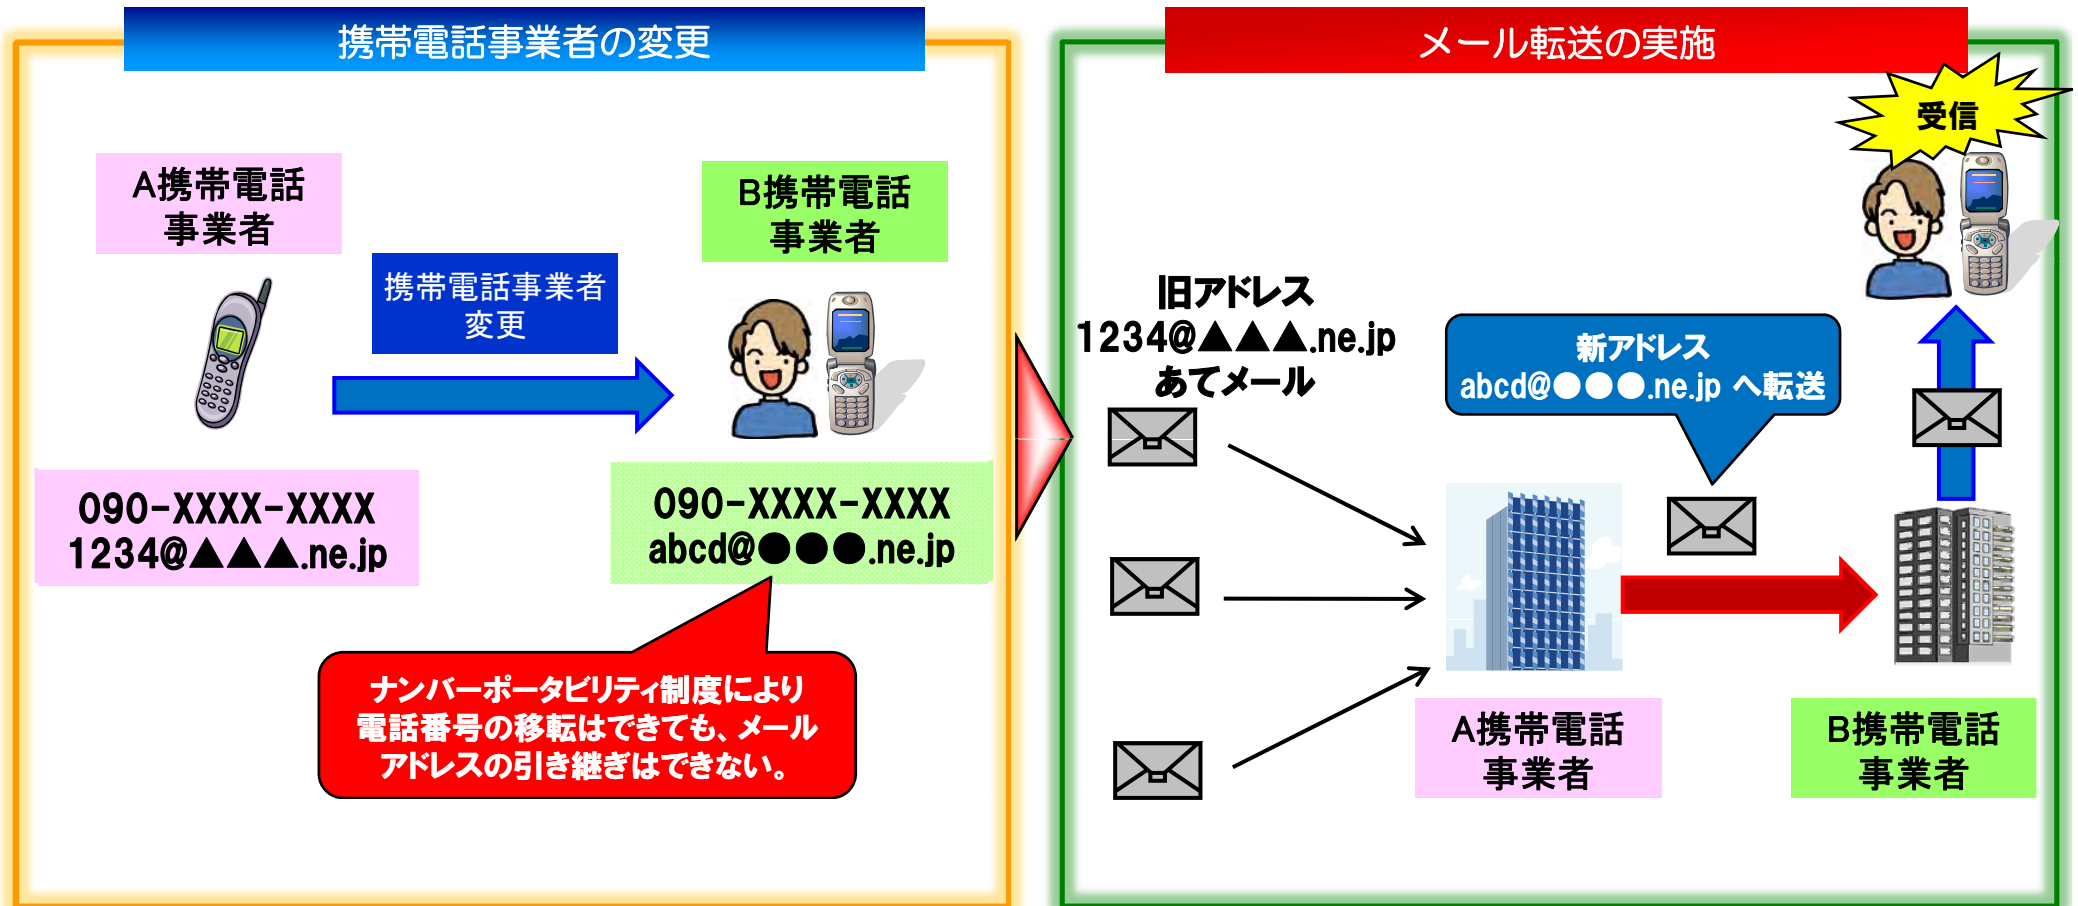 携帯電話事業者の変更
A携帯電話
事業者
携帯電話事業者
変更
B携帯電話
事業者
090-XXXX-XXXX
1234@▲▲▲.ne.jp
090-XXXX-XXXX
abcd@●●●.ne.jp
ナンバーポータビリティ制度により
電話番号の移転はできても、メール
アドレスの引き継ぎはできない。
メール転送の実施
受信
旧アドレス
1234@▲▲▲.ne.jp
あてメール
新アドレス
abcd@●●●.ne.jp へ転送
A携帯電話
事業者
B携帯電話
事業者